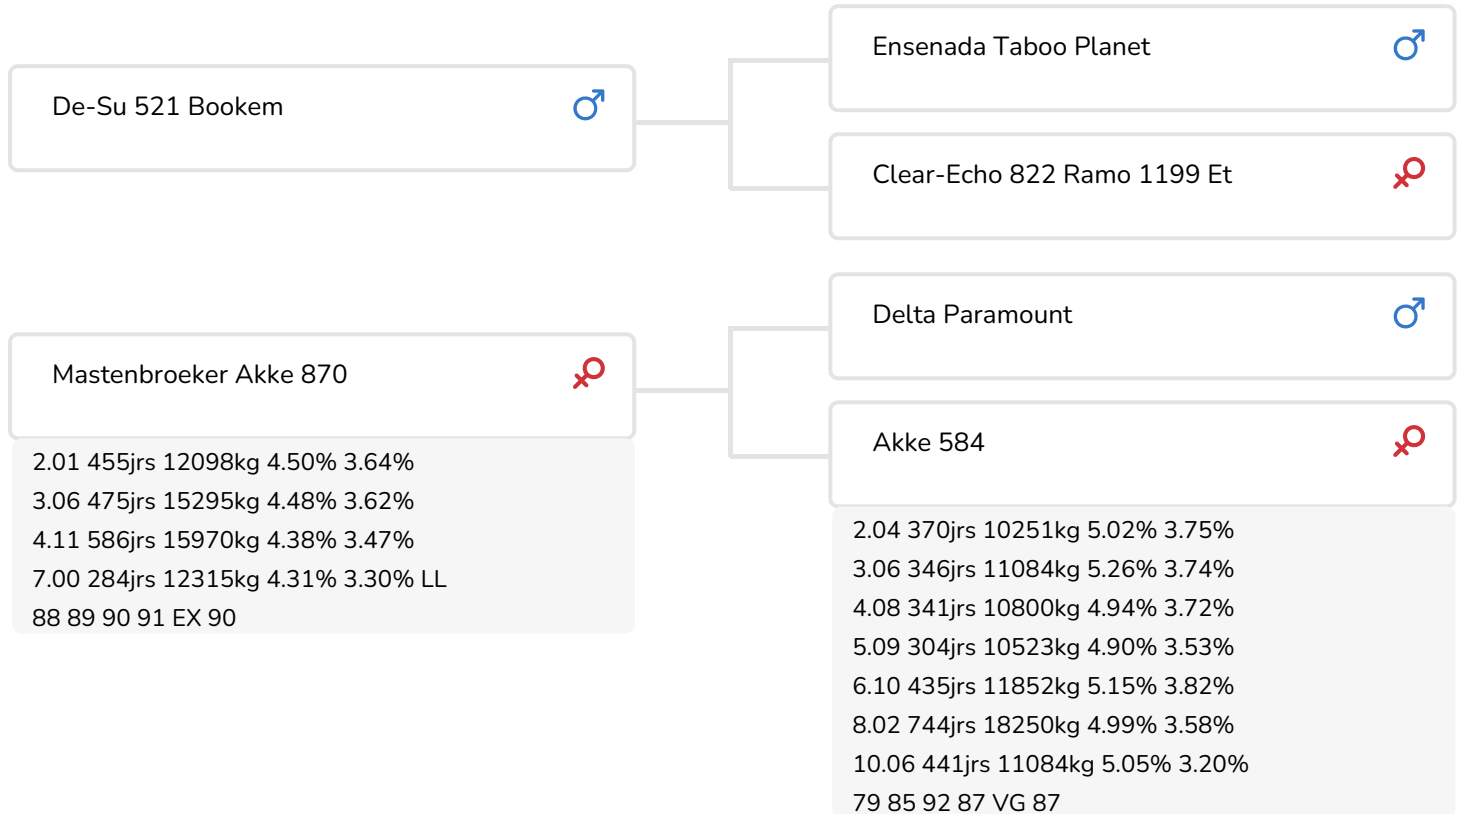 De-Su 521 Bookem
Ensenada Taboo Planet
Clear-Echo 822 Ramo 1199 Et
Mastenbroeker Akke 870
2.01 455jrs 12098kg 4.50% 3.64%
3.06 475jrs 15295kg 4.48% 3.62%
4.11 586jrs 15970kg 4.38% 3.47%
7.00 284jrs 12315kg 4.31% 3.30% LL
88 89 90 91 EX 90
Delta Paramount
Akke 584
2.04 370jrs 10251kg 5.02% 3.75%
3.06 346jrs 11084kg 5.26% 3.74%
4.08 341jrs 10800kg 4.94% 3.72%
5.09 304jrs 10523kg 4.90% 3.53%
6.10 435jrs 11852kg 5.15% 3.82%
8.02 744jrs 18250kg 4.99% 3.58%
10.06 441jrs 11084kg 5.05% 3.20%
79 85 92 87 VG 87